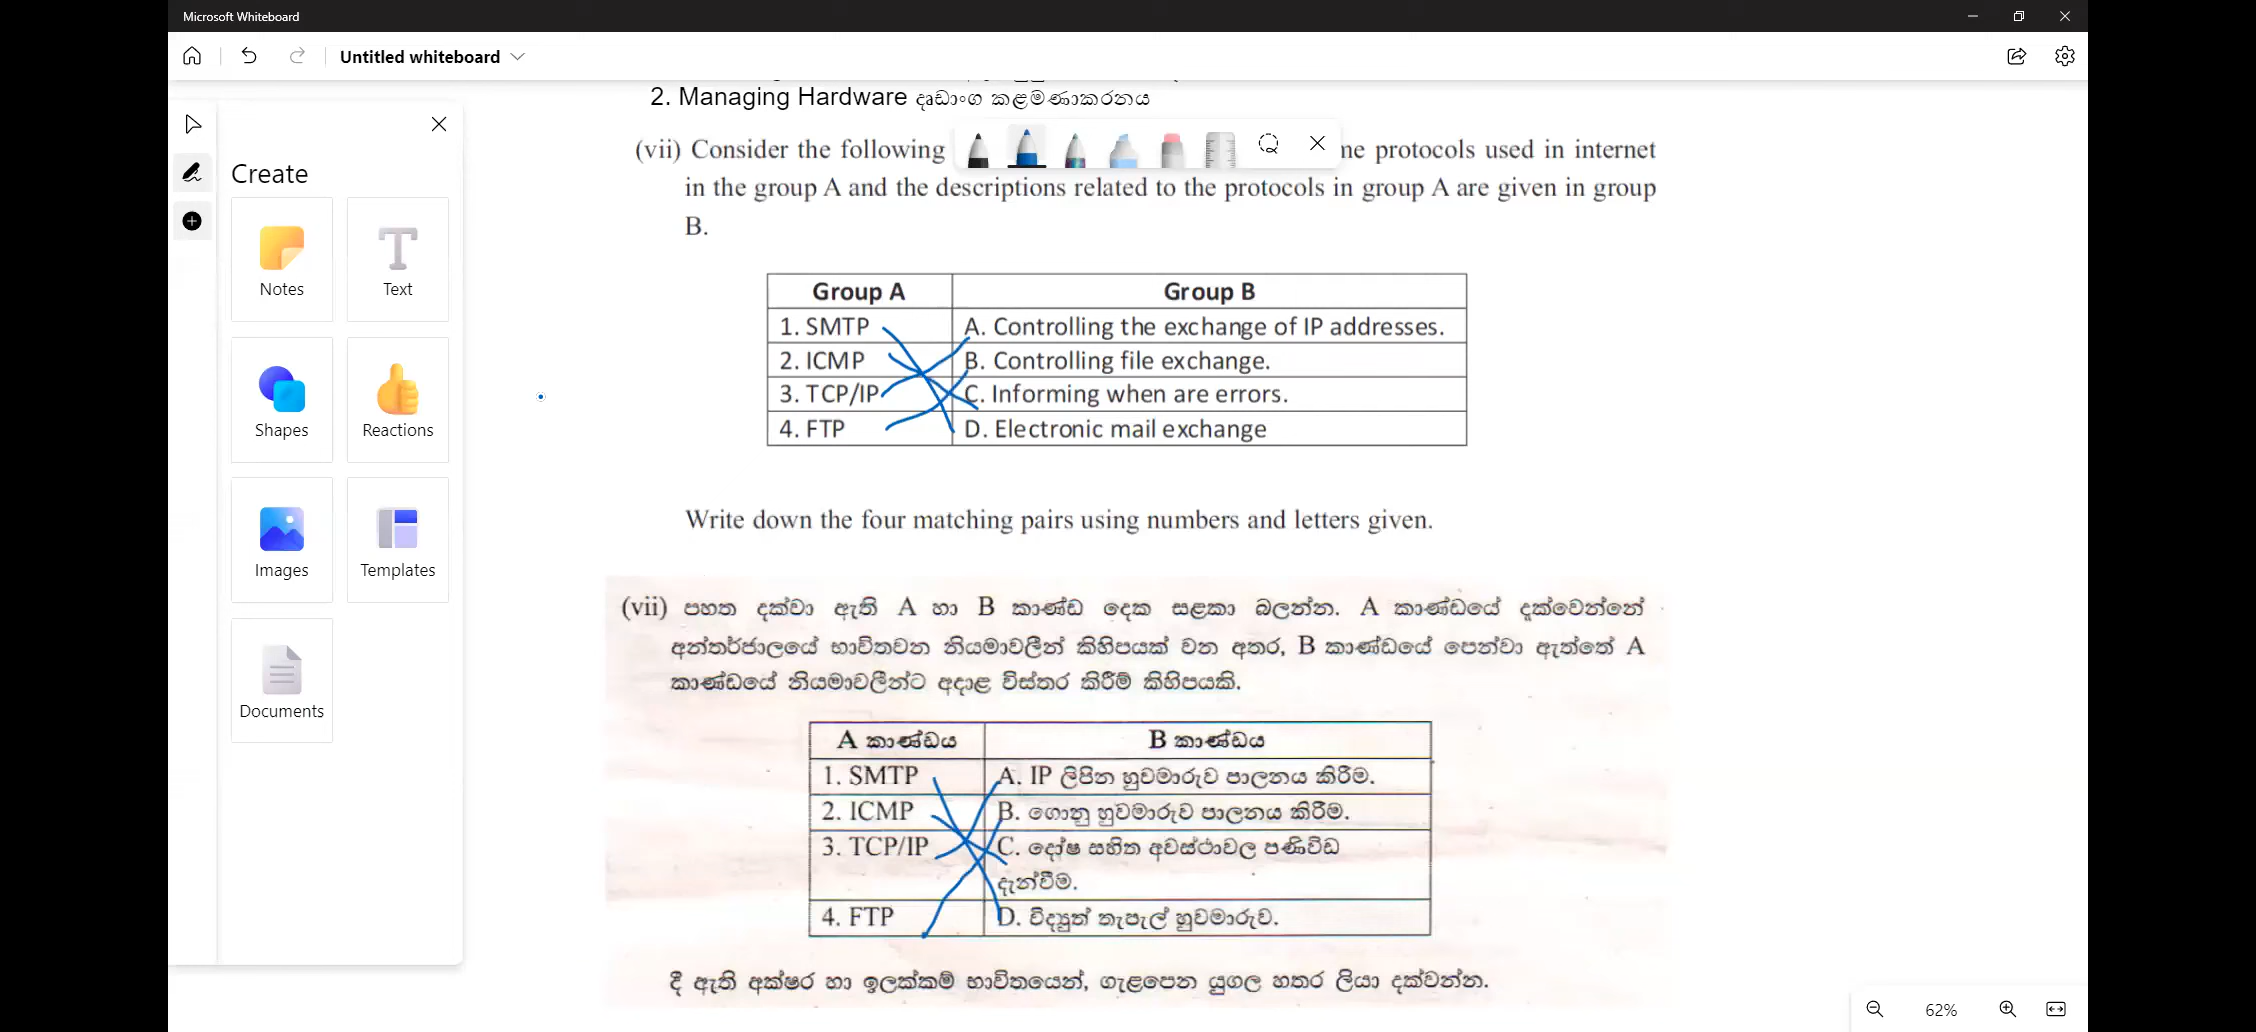 Microsoft Whiteboard
Untitled whiteboard
Create
Notes
Text
Shapes
Reactions
Images
Templates
Documents
2. Managing Hardware දෘඩාංග කළමණාකරනය
(vii) Consider the following protocols used in internet
in the group A and the descriptions related to the protocols in group A are given in group
B.
Group A Group B
1. SMTP A. Controlling the exchange of IP addresses.
2. ICMP B. Controlling file exchange.
3. TCP/IP C. Informing when are errors.
4. FTP D. Electronic mail exchange
Write down the four matching pairs using numbers and letters given.
(vii) පහත දක්වා ඇති A හා B කාණ්ඩ දෙක සළකා බලන්න. A කාණ්ඩයේ දැක්වෙන්නේ
අන්තර්ජාලයේ භාවිතවන නියමාවලීන් කිහිපයක් වන අතර, B කාණ්ඩයේ පෙන්වා ඇත්තේ A
කාණ්ඩයේ නියමාවලීන්ට අදාළ විස්තර කිරීම් කිහිපයකි.
A කාණ්ඩය B කාණ්ඩය
1. SMTP A. IP ලිපින හුවමාරුව පාලනය කිරීම.
2. ICMP B. ගොනු හුවමාරුව පාලනය කිරීම.
3. TCP/IP C. දෝෂ සහිත අවස්ථාවල පණිවිඩ
දැන්වීම.
4. FTP D. විද්‍යුත් තැපැල් හුවමාරුව.
දී ඇති අක්ෂර හා ඉලක්කම් භාවිතයෙන්, ගැළපෙන යුගල හතර ලියා දක්වන්න.
62%